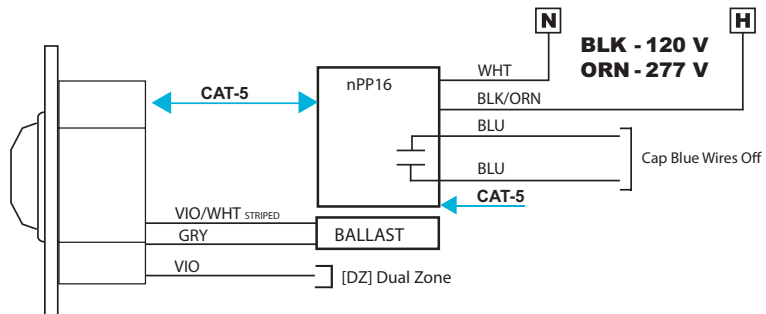 N
H
BLK - 120 V
ORN - 277 V
WHT
nPP16
CAT-5
BLK/ORN
BLU
Cap Blue Wires Off
BLU
CAT-5
VIO/WHT STRIPED
BALLAST
GRY
VIO
[DZ] Dual Zone